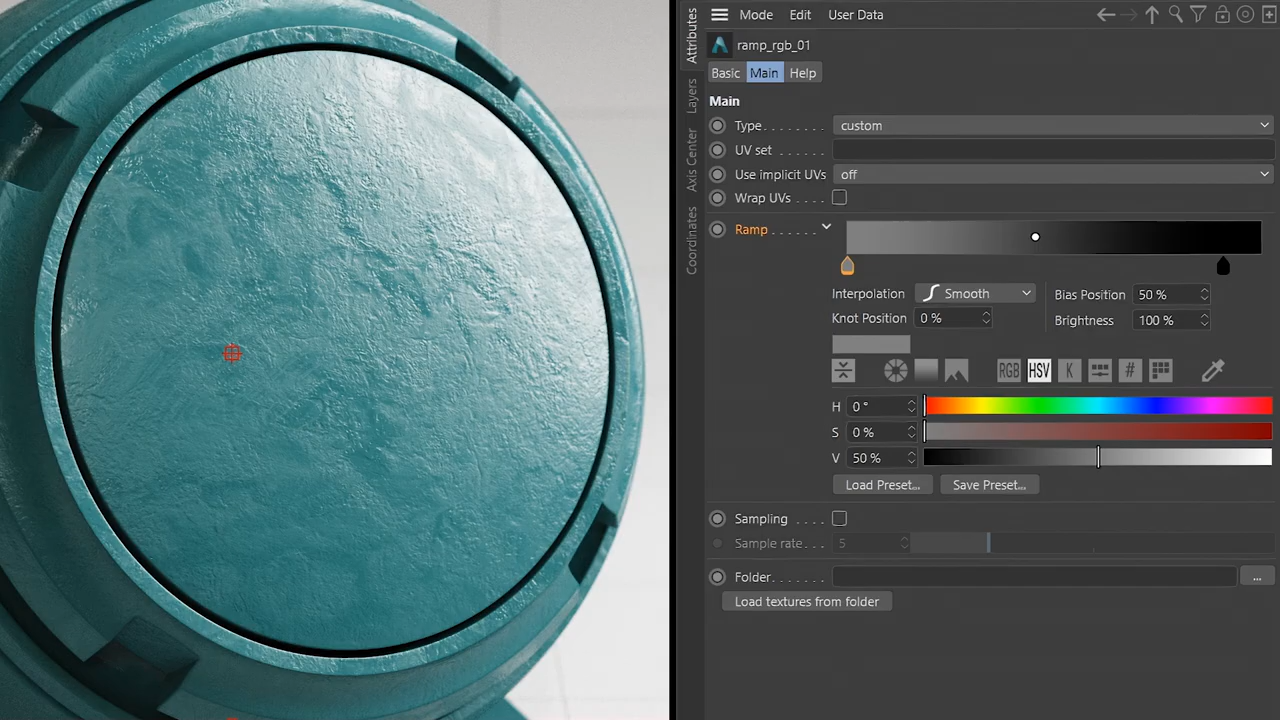 Attributes
Layers
Axis Center
Coordinates
Mode Edit User Data
ramp_rgb_01
Basic Main Help
Main
Type . . . . . . . custom
UV set . . . . .
Use implicit UVs off
Wrap UVs . . . .
Ramp . . . . . .
Interpolation Smooth Bias Position 50 %
Knot Position 0 % Brightness 100 %
RGB HSV K #
H 0 °
S 0 %
V 50 %
Load Preset... Save Preset...
Sampling . . . .
Sample rate. . . 5
Folder. . . . . . . ...
Load textures from folder